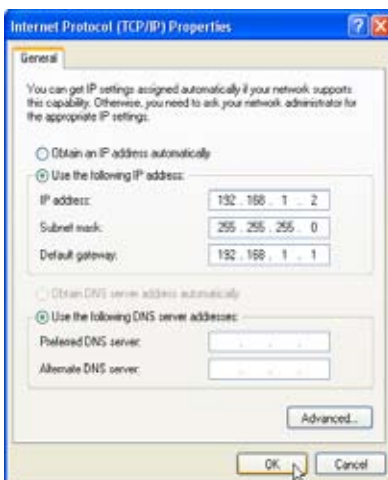 Internet Protocol (TCP/IP) Properties
General
You can get IP settings assigned automatically if your network supports
this capability. Otherwise, you need to ask your network administrator for
the appropriate IP settings.
Obtain an IP address automatically
Use the following IP address:
IP address: 192 . 168 . 1 . 2
Subnet mask: 255 . 255 . 255 . 0
Default gateway: 192 . 168 . 1 . 1
Obtain DNS server address automatically
Use the following DNS server addresses:
Preferred DNS server:
Alternate DNS server:
Advanced...
OK Cancel